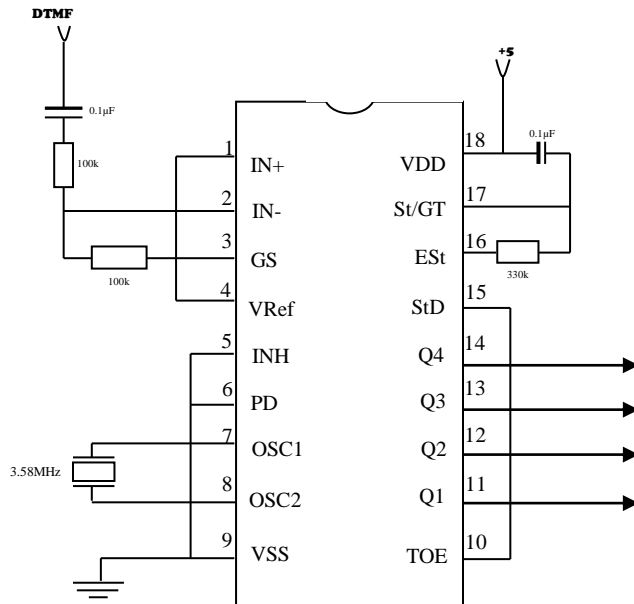 DTMF
+5
0.1µF
0.1µF
100k
100k
3.58MHz
330k
1
IN+
2
IN-
3
GS
4
VRef
5
INH
6
PD
7
OSC1
8
OSC2
9
VSS
18
VDD
17
St/GT
16
ESt
15
StD
14
Q4
13
Q3
12
Q2
11
Q1
10
TOE